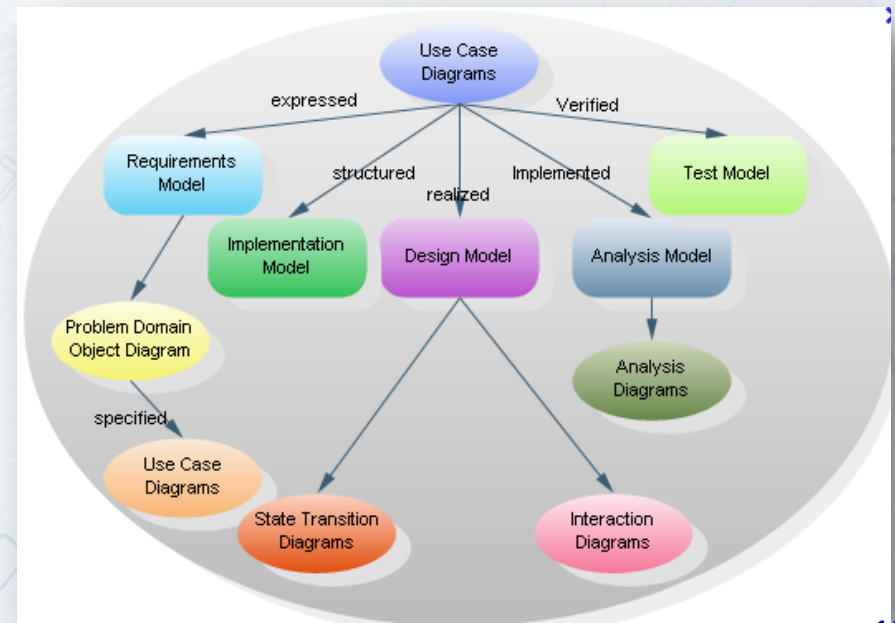 Use Case
Diagrams
expressed
Verified
Requirements
Model
structured
Implemented
Test Model
realized
Implementation
Model
Design Model
Analysis Model
Problem Domain
Object Diagram
Analysis
Diagrams
specified
Use Case
Diagrams
State Transition
Diagrams
Interaction
Diagrams